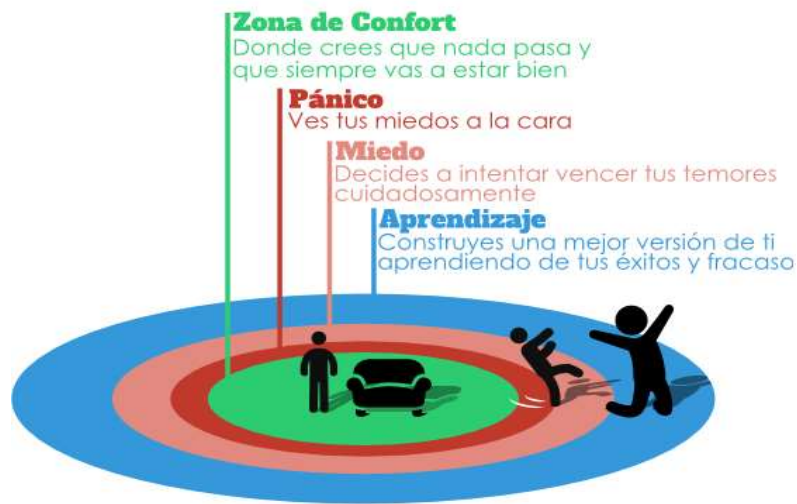 Zona de Confort
Donde crees que nada pasa y
que siempre vas a estar bien
Pánico
Ves tus miedos a la cara
Miedo
Decides a intentar vencer tus temores
cuidadosamente
Aprendizaje
Construyes una mejor versión de ti
aprendiendo de tus éxitos y fracaso